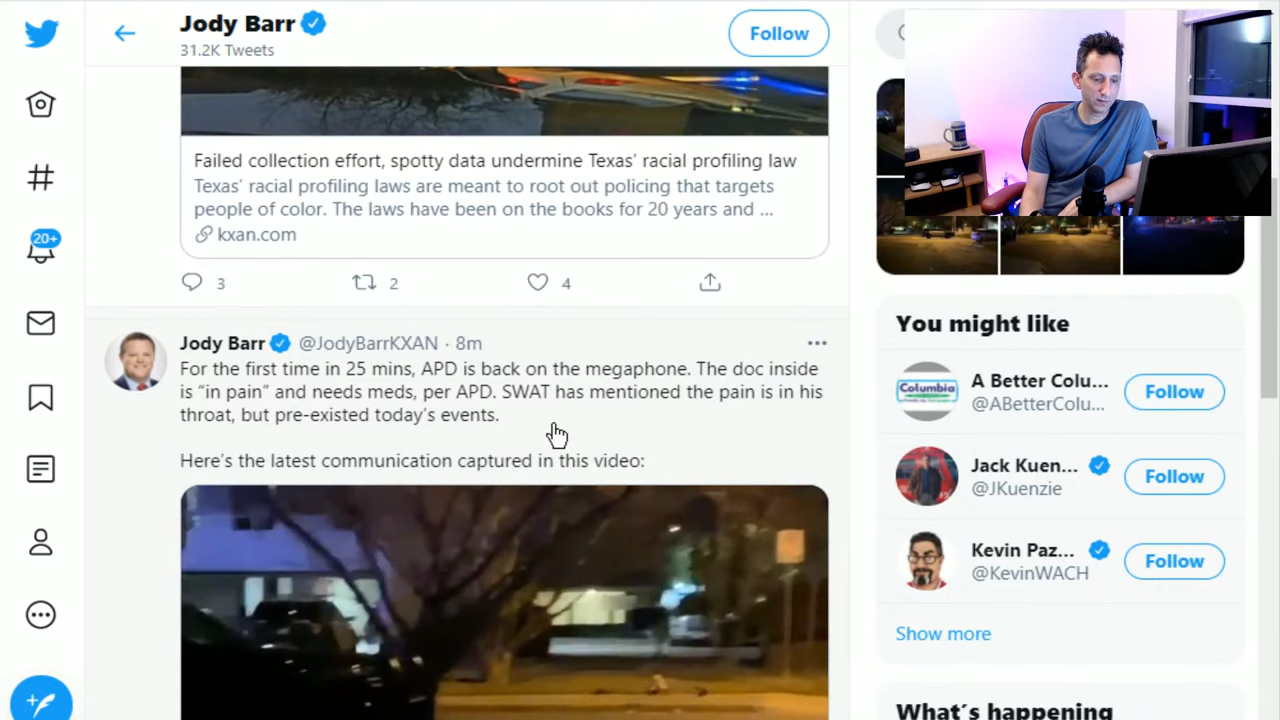 Jody Barr
31.2K Tweets
Follow
Failed collection effort, spotty data undermine Texas' racial profiling law
Texas' racial profiling laws are meant to root out policing that targets
people of color. The laws have been on the books for 20 years and ...
kxan.com
3
2
4
20+
Jody Barr @JodyBarrKXAN · 8m
For the first time in 25 mins, APD is back on the megaphone. The doc inside
is “in pain” and needs meds, per APD. SWAT has mentioned the pain is in his
throat, but pre-existed today’s events.
Here’s the latest communication captured in this video:
You might like
Columbia
A Better Colu...
@ABetterColu...
Follow
Jack Kuen...
@JKuenzie
Follow
Kevin Paz...
@KevinWACH
Follow
Show more
What's happening